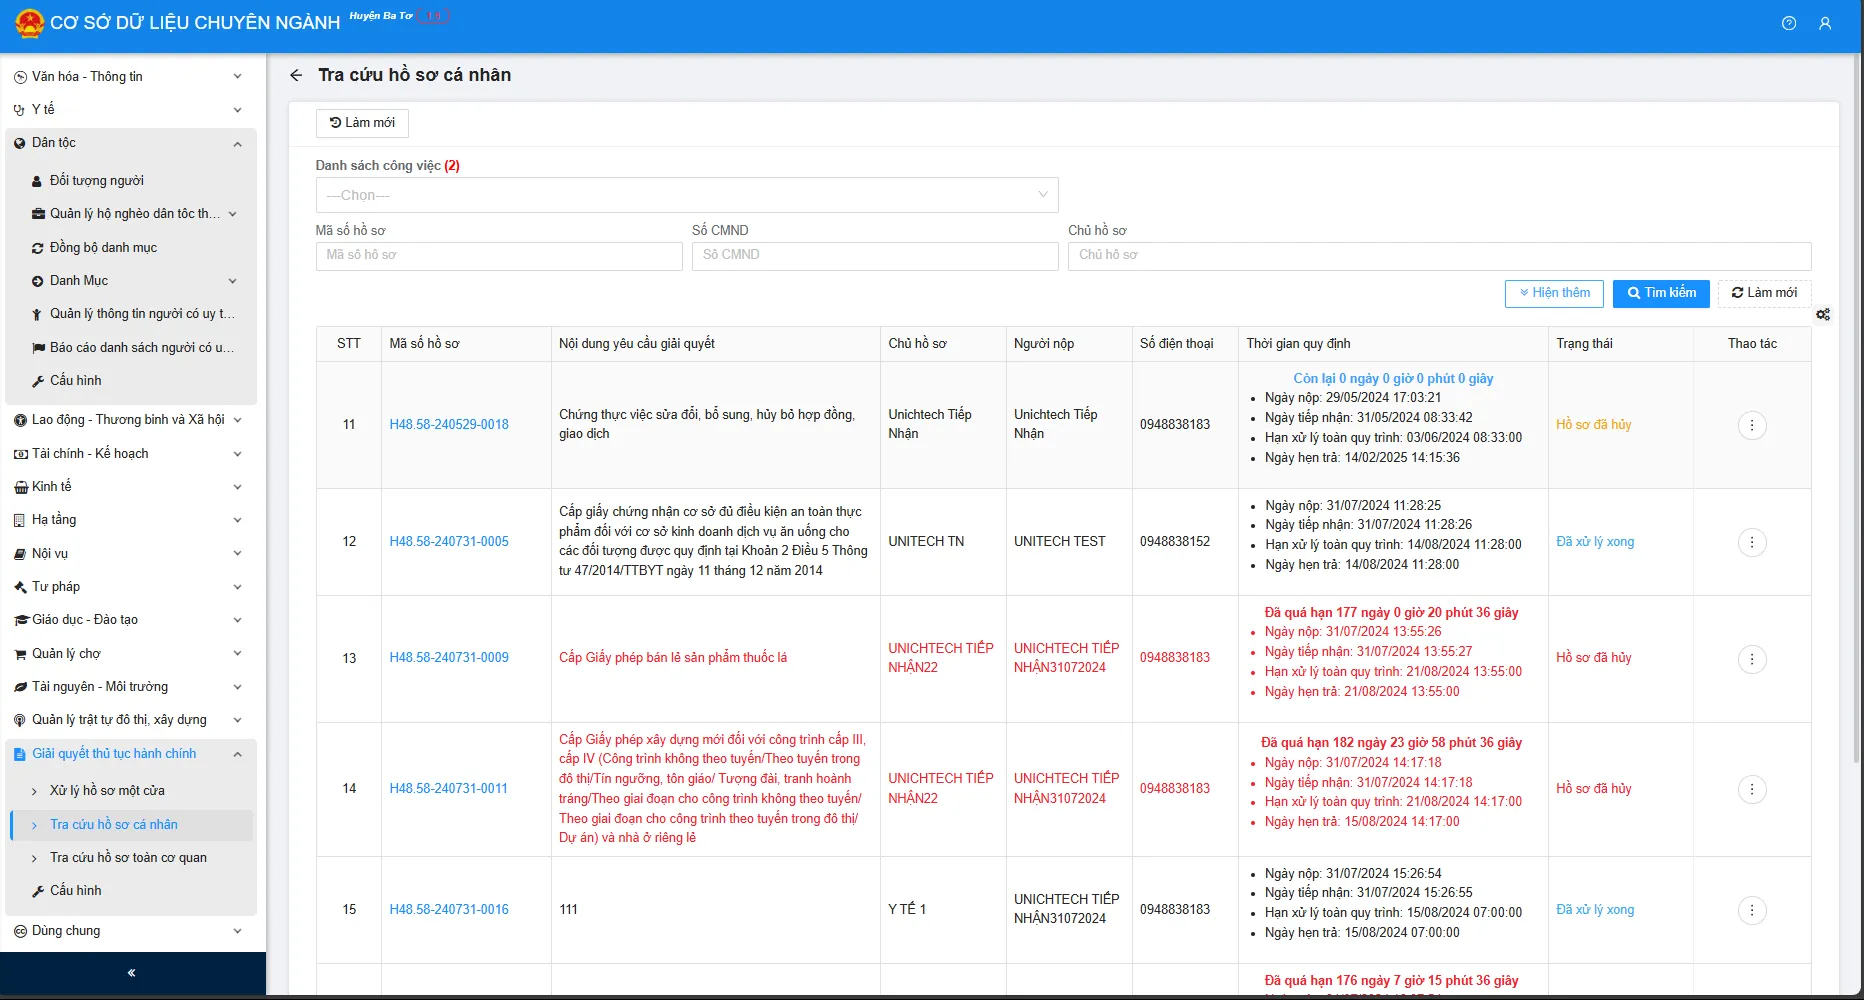 CƠ SỞ DỮ LIỆU CHUYÊN NGÀNH
Huyện Ba Tơ
Văn hóa - Thông tin
Y tế
Dân tộc
Đối tượng người
Quản lý hộ nghèo dân tộc th...
Đồng bộ danh mục
Danh Mục
Quản lý thông tin người có uy t...
Báo cáo danh sách người có u...
Cấu hình
Lao động - Thương binh và Xã hội
Tài chính - Kế hoạch
Kinh tế
Hạ tầng
Nội vụ
Tư pháp
Giáo dục - Đào tạo
Quản lý chợ
Tài nguyên - Môi trường
Quản lý trật tự đô thị, xây dựng
Giải quyết thủ tục hành chính
Xử lý hồ sơ một cửa
Tra cứu hồ sơ cá nhân
Tra cứu hồ sơ toàn cơ quan
Cấu hình
Dùng chung
«
Tra cứu hồ sơ cá nhân
Làm mới
Danh sách công việc (2)
---Chọn---
Mã số hồ sơ Số CMND Chủ hồ sơ
Mã số hồ sơ Số CMND Chủ hồ sơ
Hiện thêm Tìm kiếm Làm mới
STT Mã số hồ sơ Nội dung yêu cầu giải quyết Chủ hồ sơ Người nộp Số điện thoại Thời gian quy định Trạng thái Thao tác
11 H48.58-240529-0018
Chứng thực việc sửa đổi, bổ sung, hủy bỏ hợp đồng,
giao dịch
Unichtech Tiếp
Nhận
Unichtech Tiếp
Nhận
0948838183
Còn lại 0 ngày 0 giờ 0 phút 0 giây
Ngày nộp: 29/05/2024 17:03:21
Ngày tiếp nhận: 31/05/2024 08:33:42
Hạn xử lý toàn quy trình: 03/06/2024 08:33:00
Ngày hẹn trả: 14/02/2025 14:15:36
Hồ sơ đã hủy
12 H48.58-240731-0005
Cấp giấy chứng nhận cơ sở đủ điều kiện an toàn thực
phẩm đối với cơ sở kinh doanh dịch vụ ăn uống cho
các đối tượng được quy định tại Khoản 2 Điều 5 Thông
tư 47/2014/TTBYT ngày 11 tháng 12 năm 2014
UNITECH TN
UNITECH TEST
0948838152
Ngày nộp: 31/07/2024 11:28:25
Ngày tiếp nhận: 31/07/2024 11:28:26
Hạn xử lý toàn quy trình: 14/08/2024 11:28:00
Ngày hẹn trả: 14/08/2024 11:28:00
Đã xử lý xong
13 H48.58-240731-0009
Cấp Giấy phép bán lẻ sản phẩm thuốc lá
UNICHTECH TIẾP
NHẬN22
UNICHTECH TIẾP
NHẬN31072024
0948838183
Đã quá hạn 177 ngày 0 giờ 20 phút 36 giây
Ngày nộp: 31/07/2024 13:55:26
Ngày tiếp nhận: 31/07/2024 13:55:27
Hạn xử lý toàn quy trình: 21/08/2024 13:55:00
Ngày hẹn trả: 21/08/2024 13:55:00
Hồ sơ đã hủy
14 H48.58-240731-0011
Cấp Giấy phép xây dựng mới đối với công trình cấp III,
cấp IV (Công trình không theo tuyến/Theo tuyến trong
đô thị/Tín ngưỡng, tôn giáo/ Tượng đài, tranh hoành
tráng/Theo giai đoạn cho công trình không theo tuyến/
Theo giai đoạn cho công trình theo tuyến trong đô thị/
Dự án) và nhà ở riêng lẻ
UNICHTECH TIẾP
NHẬN22
UNICHTECH TIẾP
NHẬN31072024
0948838183
Đã quá hạn 182 ngày 23 giờ 58 phút 36 giây
Ngày nộp: 31/07/2024 14:17:18
Ngày tiếp nhận: 31/07/2024 14:17:18
Hạn xử lý toàn quy trình: 21/08/2024 14:17:00
Ngày hẹn trả: 15/08/2024 14:17:00
Hồ sơ đã hủy
15 H48.58-240731-0016
111
Y TẾ 1
UNICHTECH TIẾP
NHẬN31072024
0948838183
Ngày nộp: 31/07/2024 15:26:54
Ngày tiếp nhận: 31/07/2024 15:26:55
Hạn xử lý toàn quy trình: 15/08/2024 07:00:00
Ngày hẹn trả: 15/08/2024 07:00:00
Đã xử lý xong
Đã quá hạn 176 ngày 7 giờ 15 phút 36 giây